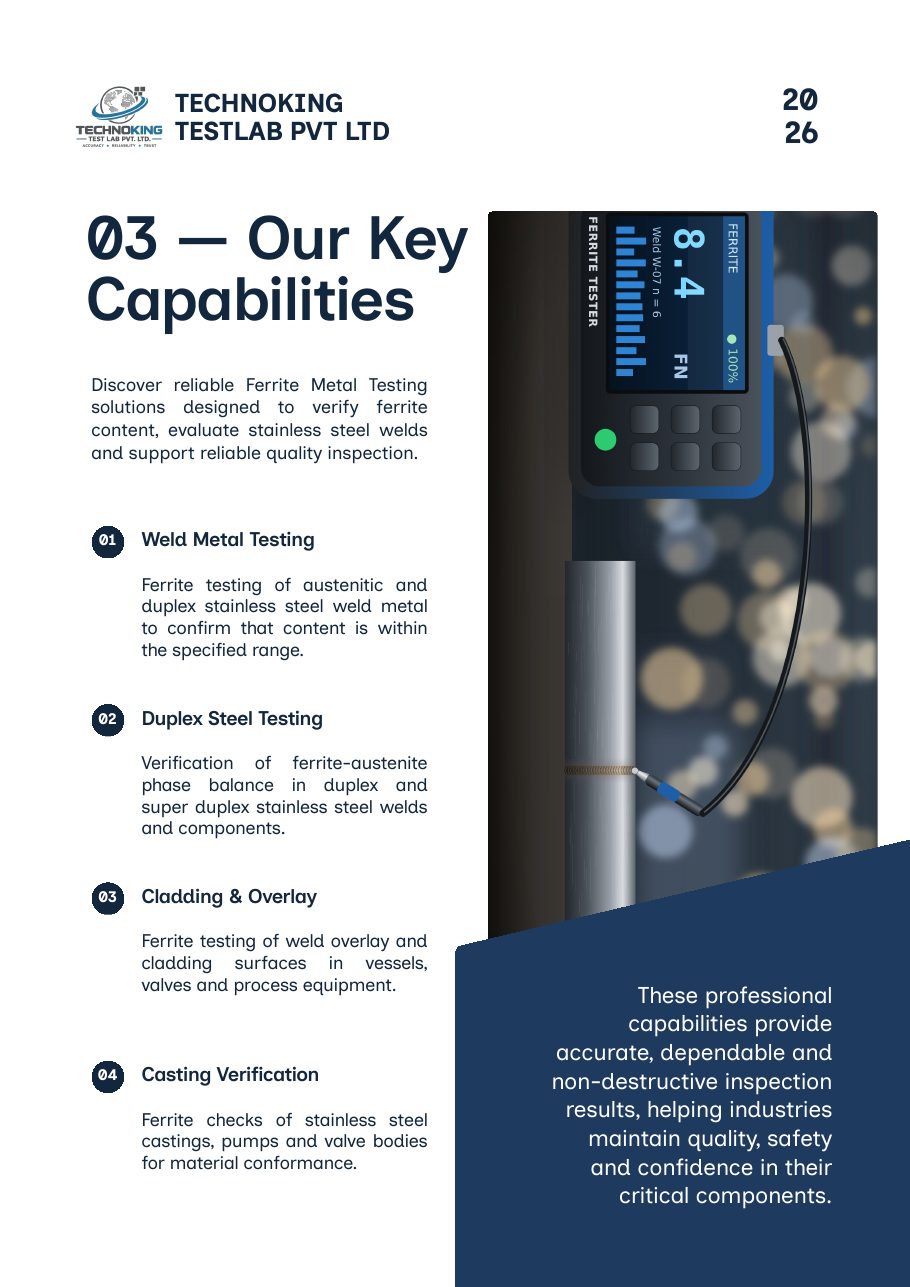 TECHNOKING
TEST LAB PVT. LTD.
ACCURACY • RELIABILITY • TRUST
TECHNOKING
TESTLAB PVT LTD
20
26
03 — Our Key
Capabilities
Discover reliable Ferrite Metal Testing
solutions designed to verify ferrite
content, evaluate stainless steel welds
and support reliable quality inspection.
01 Weld Metal Testing
Ferrite testing of austenitic and
duplex stainless steel weld metal
to confirm that content is within
the specified range.
02 Duplex Steel Testing
Verification of ferrite-austenite
phase balance in duplex and
super duplex stainless steel welds
and components.
03 Cladding & Overlay
Ferrite testing of weld overlay and
cladding surfaces in vessels,
valves and process equipment.
04 Casting Verification
Ferrite checks of stainless steel
castings, pumps and valve bodies
for material conformance.
FERRITE ● 100%
8.4 FN
Weld W-07 n = 6
FERRITE TESTER
These professional
capabilities provide
accurate, dependable and
non-destructive inspection
results, helping industries
maintain quality, safety
and confidence in their
critical components.